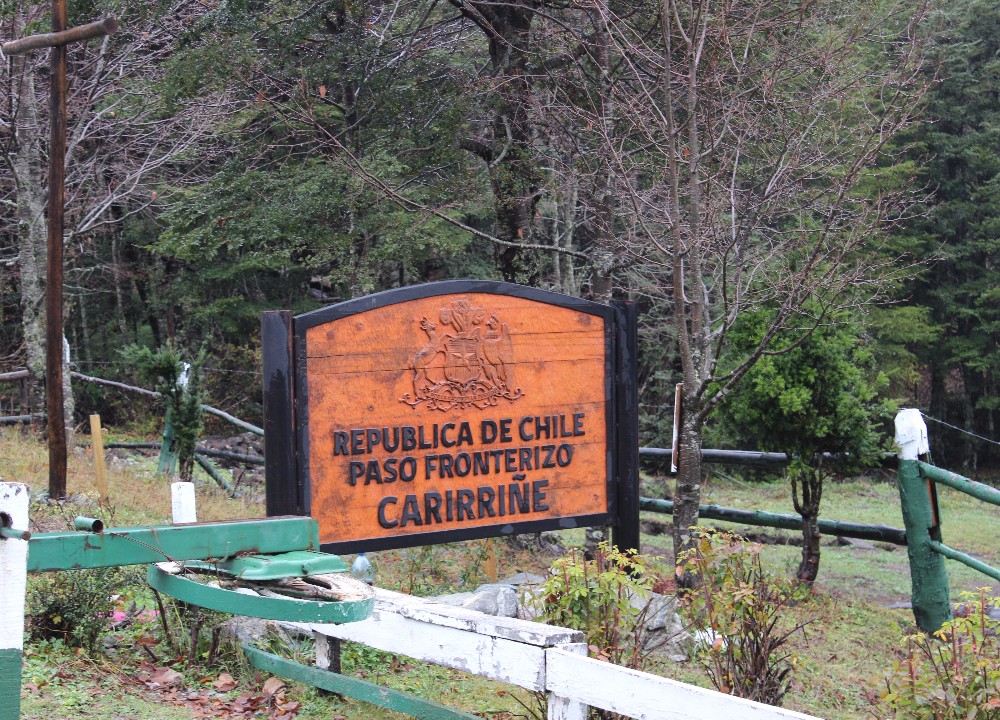 REPUBLICA DE CHILE
PASO FRONTERIZO
CARIRRIÑE